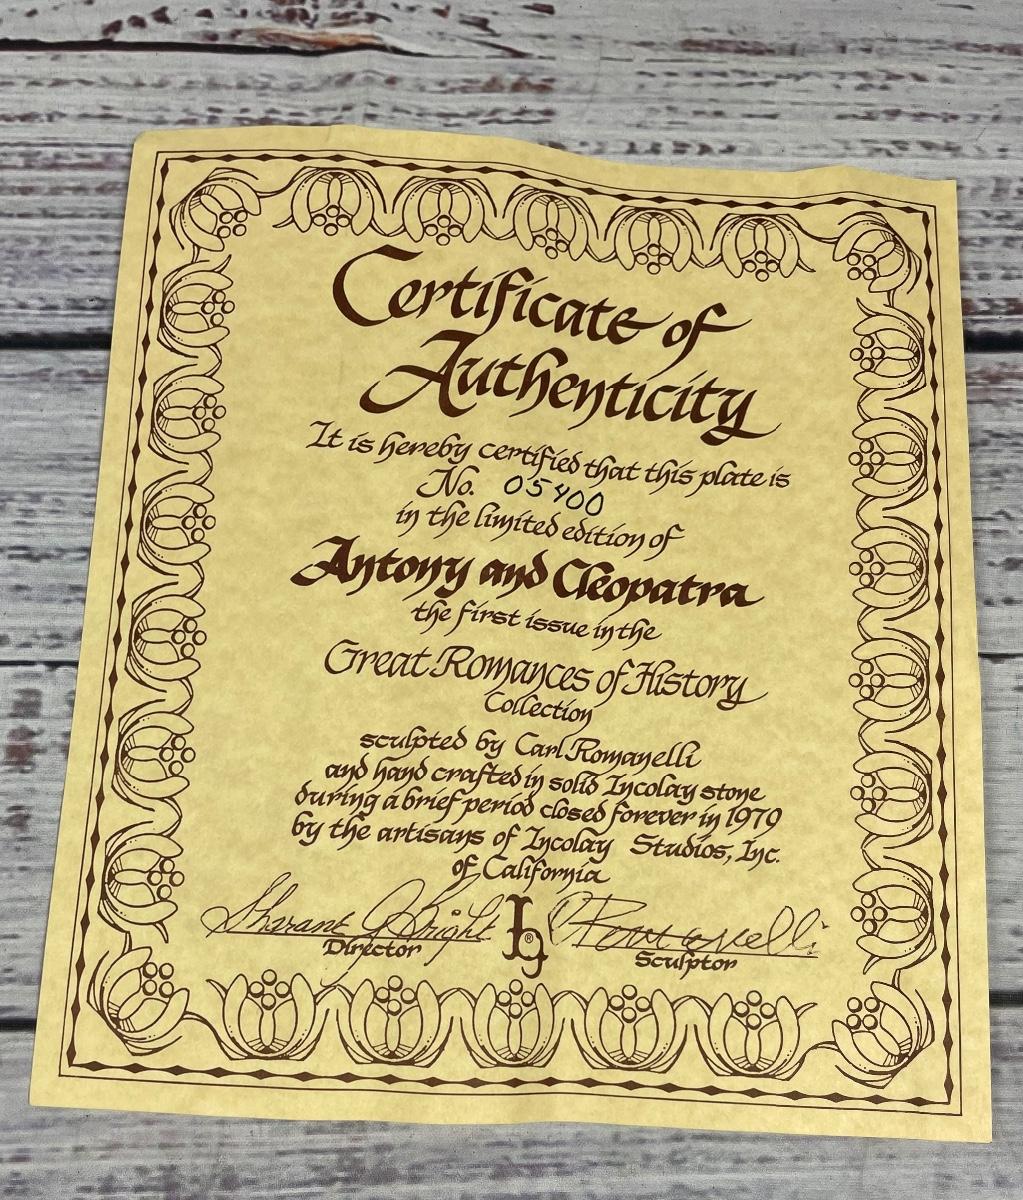 Certificate of
Authenticity
It is hereby certified that this plate is
No. 05400
in the limited edition of
Antony and Cleopatra
the first issue in the
Great Romances of History
Collection
sculpted by Carl Romanelli
and hand crafted in solid Incolay stone
during a brief period closed forever in 1979
by the artisans of Incolay Studios, Inc.
of California
Romanelli
Director ® Sculptor